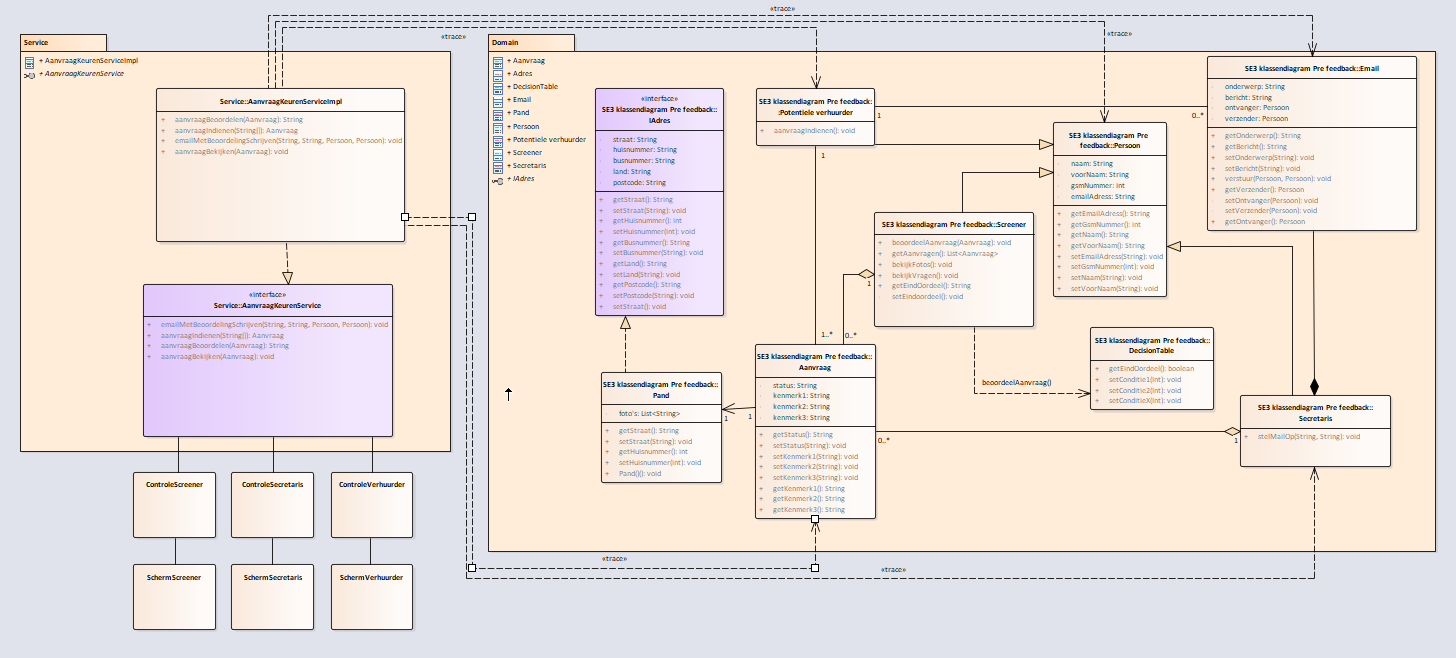 «trace»
«trace»
«trace»
Service
+ AanvraagKeurenServiceImpl
+ AanvraagKeurenService
Service::AanvraagKeurenServiceImpl
+ aanvraagBeoordelen(Aanvraag): String
+ aanvraagIndienen(String[]): Aanvraag
+ emailMetBeoordelingSchrijven(String, String, Persoon, Persoon): void
+ aanvraagBekijken(Aanvraag): void
«interface»
Service::AanvraagKeurenService
+ emailMetBeoordelingSchrijven(String, String, Persoon, Persoon): void
+ aanvraagIndienen(String[]): Aanvraag
+ aanvraagBeoordelen(Aanvraag): String
+ aanvraagBekijken(Aanvraag): void
ControleScreener
ControleSecretaris
ControleVerhuurder
SchermScreener
SchermSecretaris
SchermVerhuurder
Domain
+ Aanvraag
+ Adres
+ DecisionTable
+ Email
+ Pand
+ Persoon
+ Potentiele verhuurder
+ Screener
+ Secretaris
+ IAdres
«interface»
SE3 klassendiagram Pre feedback::
IAdres
- straat: String
- huisnummer: String
- busnummer: String
- land: String
- postcode: String
+ getStraat(): String
+ setStraat(String): void
+ getHuisnummer(): int
+ setHuisnummer(int): void
+ getBusnummer(): String
+ setBusnummer(String): void
+ getLand(): String
+ setLand(String): void
+ getPostcode(): String
+ setPostcode(String): void
+ setStraat(): void
SE3 klassendiagram Pre feedback::
Pand
- foto's: List<String>
+ getStraat(): String
+ setStraat(String): void
+ getHuisnummer(): int
+ setHuisnummer(int): void
+ Pand()(): void
SE3 klassendiagram Pre feedback:
:Potentiele verhuurder
+ aanvraagIndienen(): void
1
1
0..*
SE3 klassendiagram Pre
feedback::Persoon
- naam: String
- voorNaam: String
- gsmNummer: int
- emailAdress: String
+ getEmailAdress(): String
+ getGsmNummer(): int
+ getNaam(): String
+ getVoorNaam(): String
+ setEmailAdress(String): void
+ setGsmNummer(int): void
+ setNaam(String): void
+ setVoorNaam(String): void
SE3 klassendiagram Pre feedback::Email
- onderwerp: String
- bericht: String
- ontvanger: Persoon
- verzender: Persoon
+ getOnderwerp(): String
+ getBericht(): String
+ setOnderwerp(String): void
+ setBericht(String): void
+ verstuur(Persoon, Persoon): void
+ getVerzender(): Persoon
- setOntvanger(Persoon): void
- setVerzender(Persoon): void
+ getOntvanger(): Persoon
SE3 klassendiagram Pre feedback::Screener
+ beoordeelAanvraag(Aanvraag): void
+ getAanvragen(): List<Aanvraag>
+ bekijkFotos(): void
+ bekijkVragen(): void
+ getEindOordeel(): String
- setEindoordeel(): void
1
1..*
0..*
SE3 klassendiagram Pre feedback::
Aanvraag
- status: String
- kenmerk1: String
- kenmerk2: String
- kenmerk3: String
+ getStatus(): String
+ setStatus(String): void
+ setKenmerk1(String): void
+ setKenmerk2(String): void
+ setKenmerk3(String): void
+ getKenmerk1(): String
+ getKenmerk2(): String
+ getKenmerk3(): String
1
1
0..*
1
beoordeelAanvraag()
SE3 klassendiagram Pre feedback::
DecisionTable
+ getEindOordeel(): boolean
+ setConditie1(int): void
+ setConditie2(int): void
+ setConditieX(int): void
SE3 klassendiagram Pre feedback::
Secretaris
+ stelMailOp(String, String): void
«trace»
«trace»